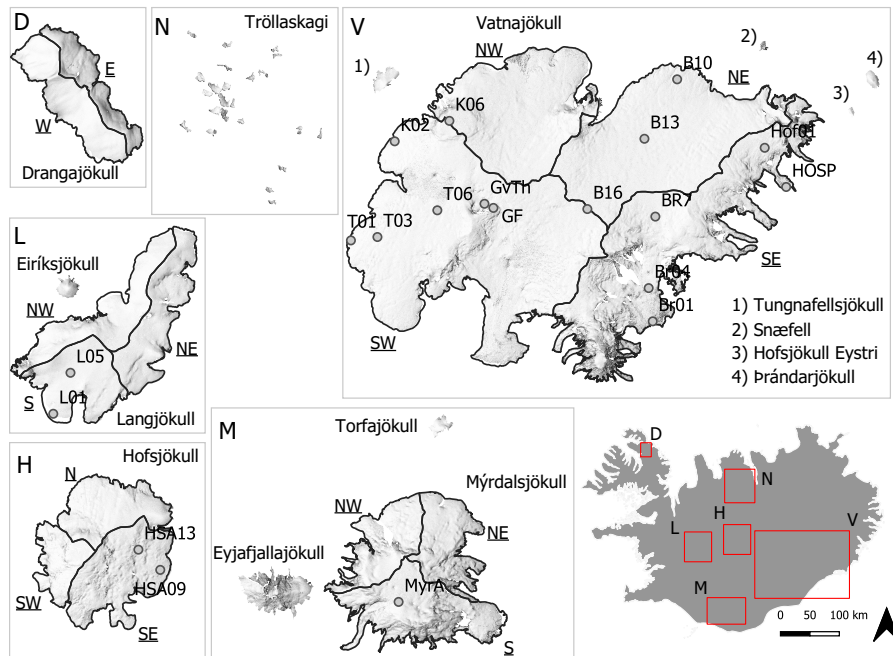 D
E
W
Drangajökull
N
Tröllaskagi
V
Vatnajökull
NW
1)
2)
B10
NE
4)
3)
K06
K02
B13
Hof01
HOSP
GvTh
T06
GF
B16
BR7
T01
T03
SE
Br04
Br01
SW
1) Tungnafellsjökull
2) Snæfell
3) Hofsjökull Eystri
4) Þrándarjökull
L
Eiríksjökull
NW
NE
L05
S
L01
Langjökull
H
Hofsjökull
N
HSA13
HSA09
SW
SE
M
Torfajökull
Mýrdalsjökull
NW
NE
Eyjafjallajökull
MyrA
S
D
N
H
L
V
M
0 50 100 km